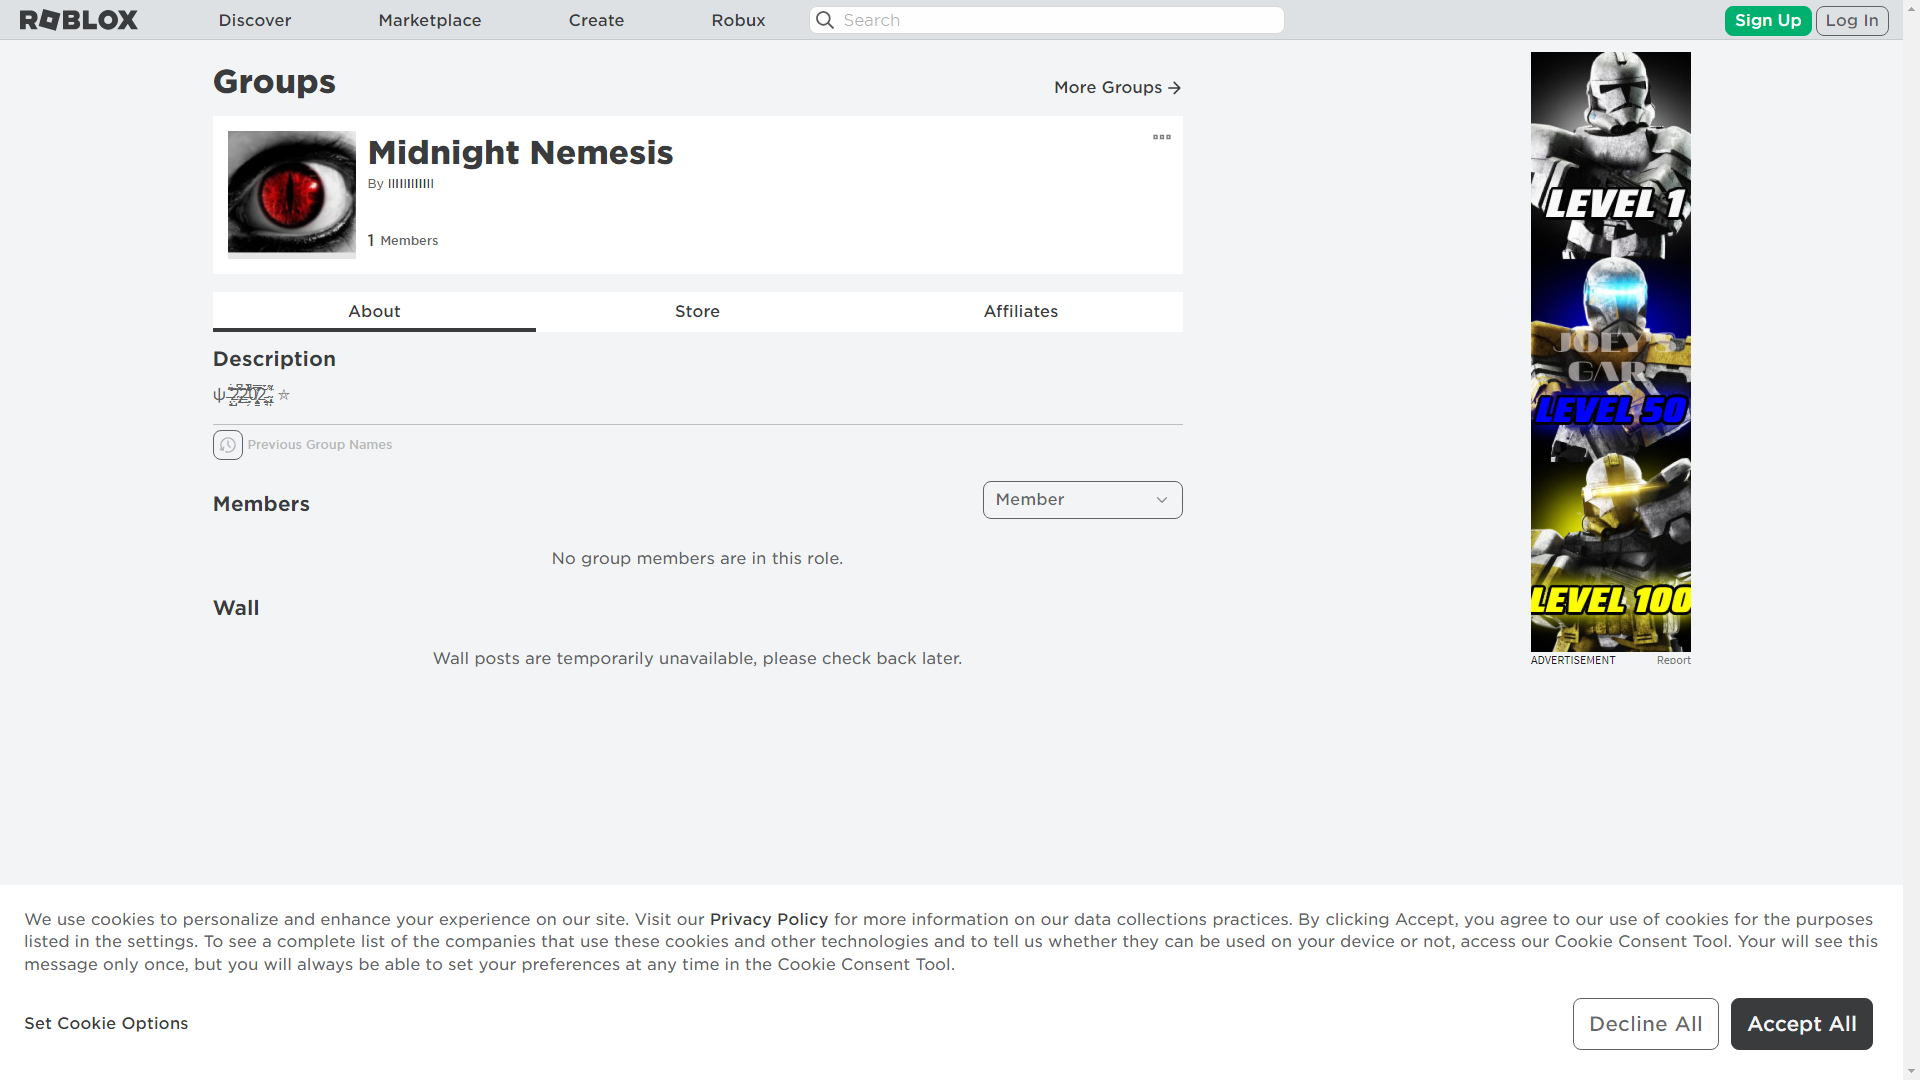 ROBLOX
Discover
Marketplace
Create
Robux
Search
Sign Up
Log In
Groups
More Groups
Midnight Nemesis
By
1 Members
About
Store
Affiliates
Description
Previous Group Names
Members
Member
No group members are in this role.
Wall
Wall posts are temporarily unavailable, please check back later.
LEVEL 1
JOEY'S
LEVEL 50
LEVEL 100
ADVERTISEMENT
Report
We use cookies to personalize and enhance your experience on our site. Visit our Privacy Policy for more information on our data collections practices. By clicking Accept, you agree to our use of cookies for the purposes
listed in the settings. To see a complete list of the companies that use these cookies and other technologies and to tell us whether they can be used on your device or not, access our Cookie Consent Tool. Your will see this
message only once, but you will always be able to set your preferences at any time in the Cookie Consent Tool.
Set Cookie Options
Decline All
Accept All